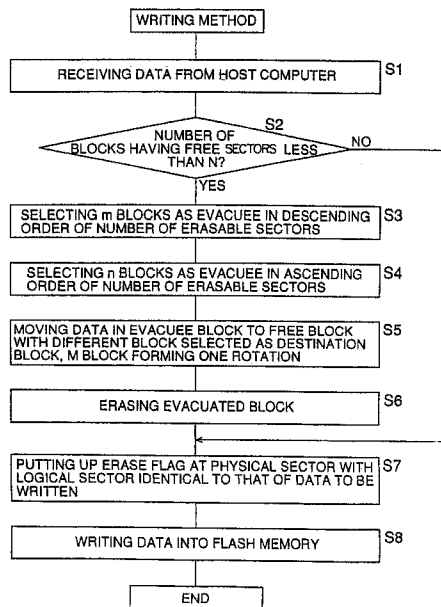 WRITING METHOD
RECEIVING DATA FROM HOST COMPUTER
S1
S2
NUMBER OF
BLOCKS HAVING FREE SECTORS LESS
THAN N?
NO
YES
SELECTING m BLOCKS AS EVACUEE IN DESCENDING
ORDER OF NUMBER OF ERASABLE SECTORS
S3
SELECTING n BLOCKS AS EVACUEE IN ASCENDING
ORDER OF NUMBER OF ERASABLE SECTORS
S4
MOVING DATA IN EVACUEE BLOCK TO FREE BLOCK
WITH DIFFERENT BLOCK SELECTED AS DESTINATION
BLOCK, M BLOCK FORMING ONE ROTATION
S5
ERASING EVACUATED BLOCK
S6
PUTTING UP ERASE FLAG AT PHYSICAL SECTOR WITH
LOGICAL SECTOR IDENTICAL TO THAT OF DATA TO BE
WRITTEN
S7
WRITING DATA INTO FLASH MEMORY
S8
END